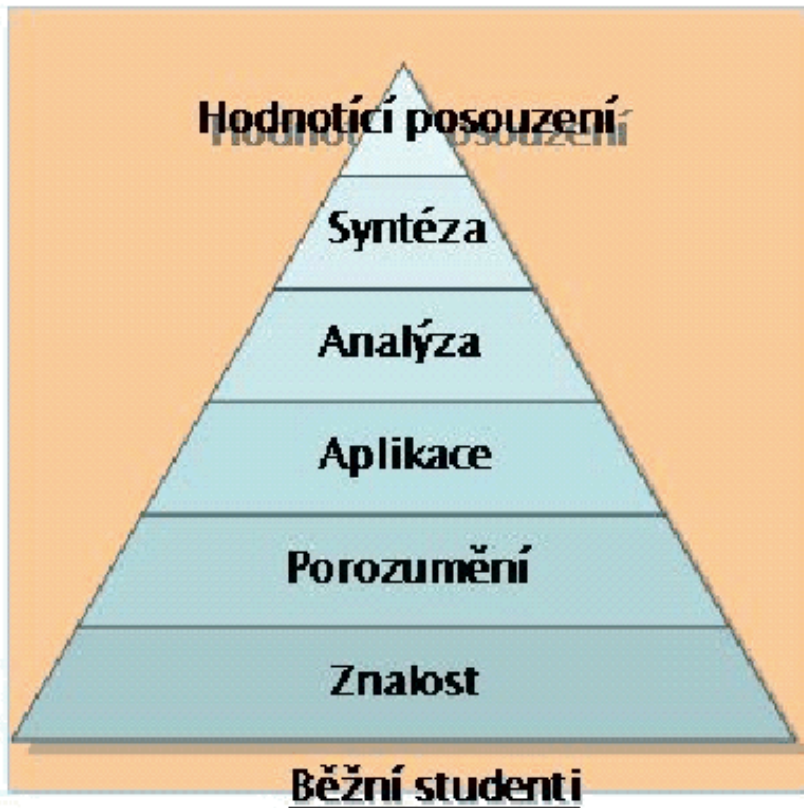 Hodnotící posouzení
Syntéza
Analýza
Aplikace
Porozumění
Znalost
Běžní studenti